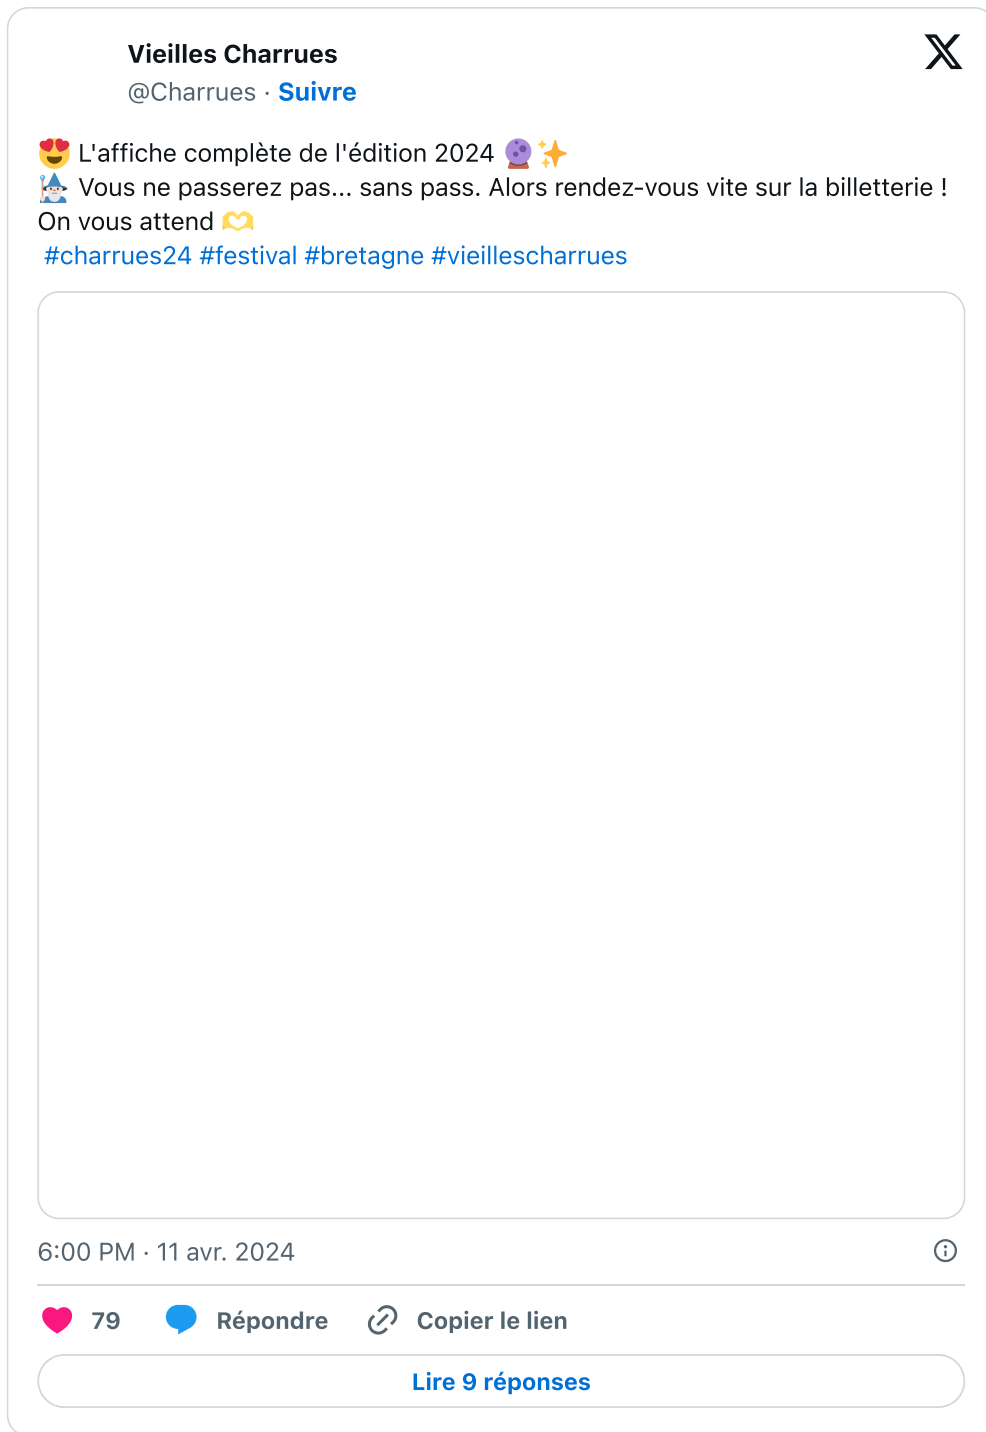 Vieilles Charrues
@Charrues · Suivre
😍 L'affiche complète de l'édition 2024 🔮✨
🧙 Vous ne passerez pas... sans pass. Alors rendez-vous vite sur la billetterie !
On vous attend 🫶
#charrues24 #festival #bretagne #vieillescharrues
6:00 PM · 11 avr. 2024
79 Répondre Copier le lien
Lire 9 réponses